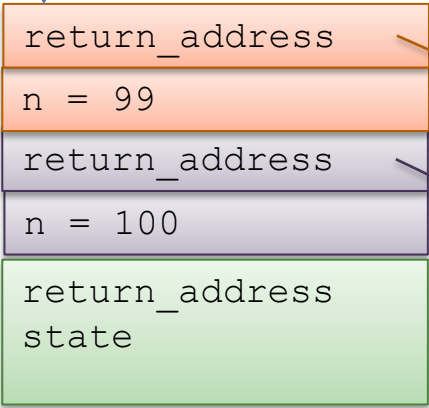 return_address
n = 99
return_address
n = 100
return_address
state